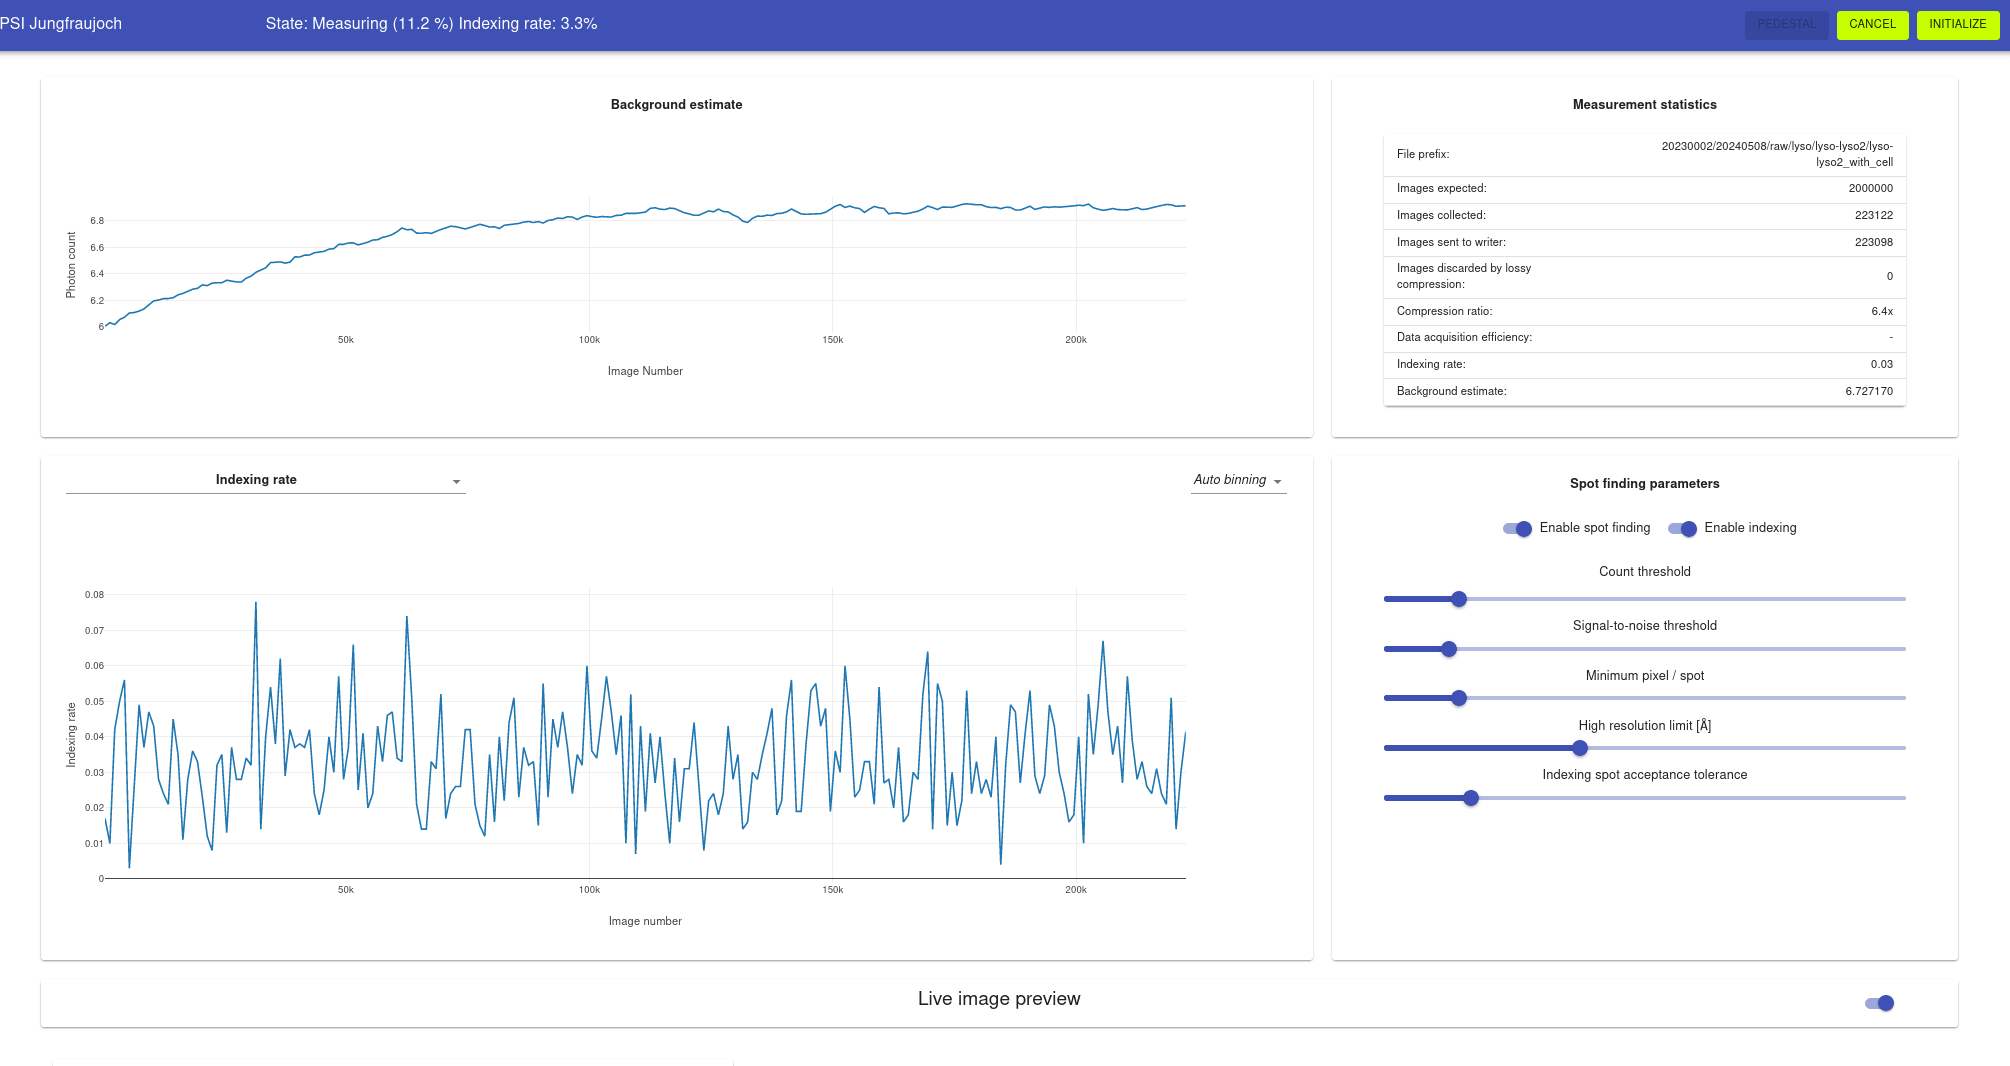 PSI Jungfraujoch
State: Measuring (11.2 %) Indexing rate: 3.3%
PEDESTAL
CANCEL
INITIALIZE
Background estimate
Photon count
6.8
6.6
6.4
6.2
6
50k
100k
150k
200k
Image Number
Measurement statistics
File prefix:
20230002/20240508/raw/lyso/lyso-lyso2/lyso-
lyso2_with_cell
Images expected:
2000000
Images collected:
223122
Images sent to writer:
223098
Images discarded by lossy
compression:
0
Compression ratio:
6.4x
Data acquisition efficiency:
-
Indexing rate:
0.03
Background estimate:
6.727170
Indexing rate
Auto binning
Indexing rate
0.08
0.07
0.06
0.05
0.04
0.03
0.02
0.01
0
50k
100k
150k
200k
Image number
Spot finding parameters
Enable spot finding
Enable indexing
Count threshold
Signal-to-noise threshold
Minimum pixel / spot
High resolution limit [Å]
Indexing spot acceptance tolerance
Live image preview